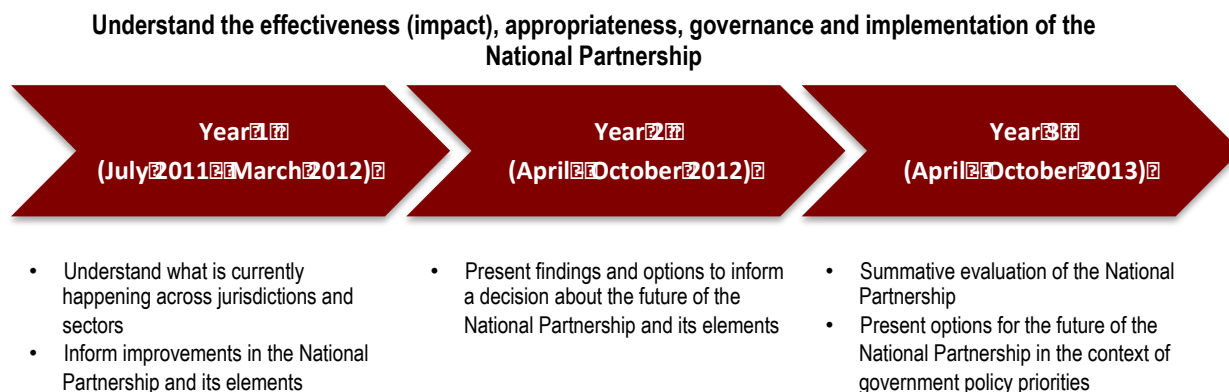 Understand the effectiveness (impact), appropriateness, governance and implementation of the
National Partnership
Year 1
(July 2011 - March 2012)
Year 2
(April - October 2012)
Year 3
(April - October 2013)
• Understand what is currently
happening across jurisdictions and
sectors
• Inform improvements in the National
Partnership and its elements
• Present findings and options to inform
a decision about the future of the
National Partnership and its elements
• Summative evaluation of the National
Partnership
• Present options for the future of the
National Partnership in the context of
government policy priorities